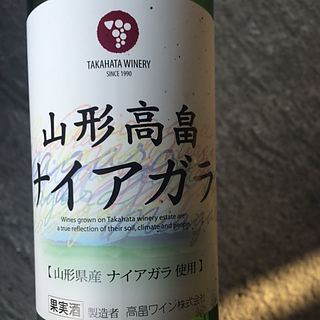 TAKAHATA WINERY
SINCE 1990
山形高畠
ナイアガラ
Wines grown on Takahata winery estate are
a true reflection of their soil, climate and people.
【 山形県産 ナイアガラ 使用 】
果実酒 製造者 高畠ワイン株式会社